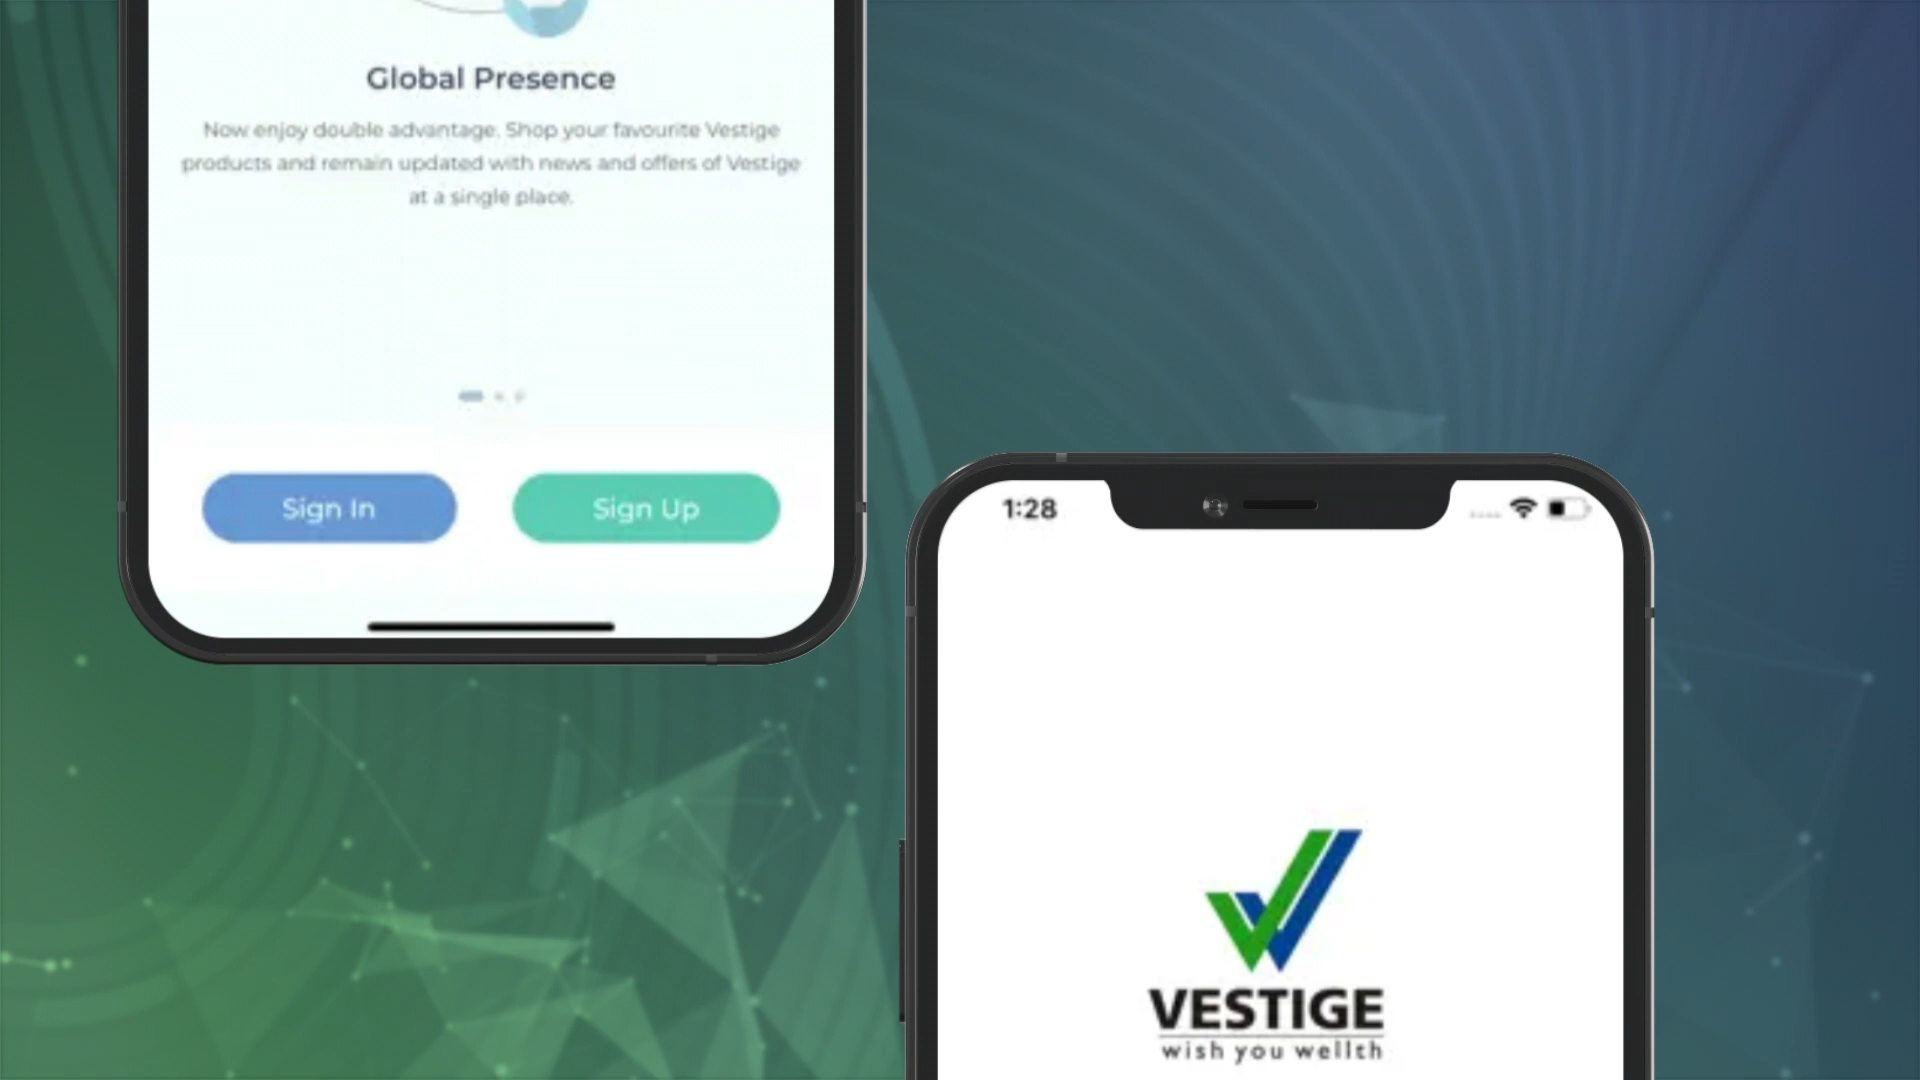 Global Presence
Now enjoy double advantage. Shop your favourite Vestige
products and remain updated with news and offers of Vestige
at a single place.
Sign In
Sign Up
1:28
VESTIGE
wish you wellth